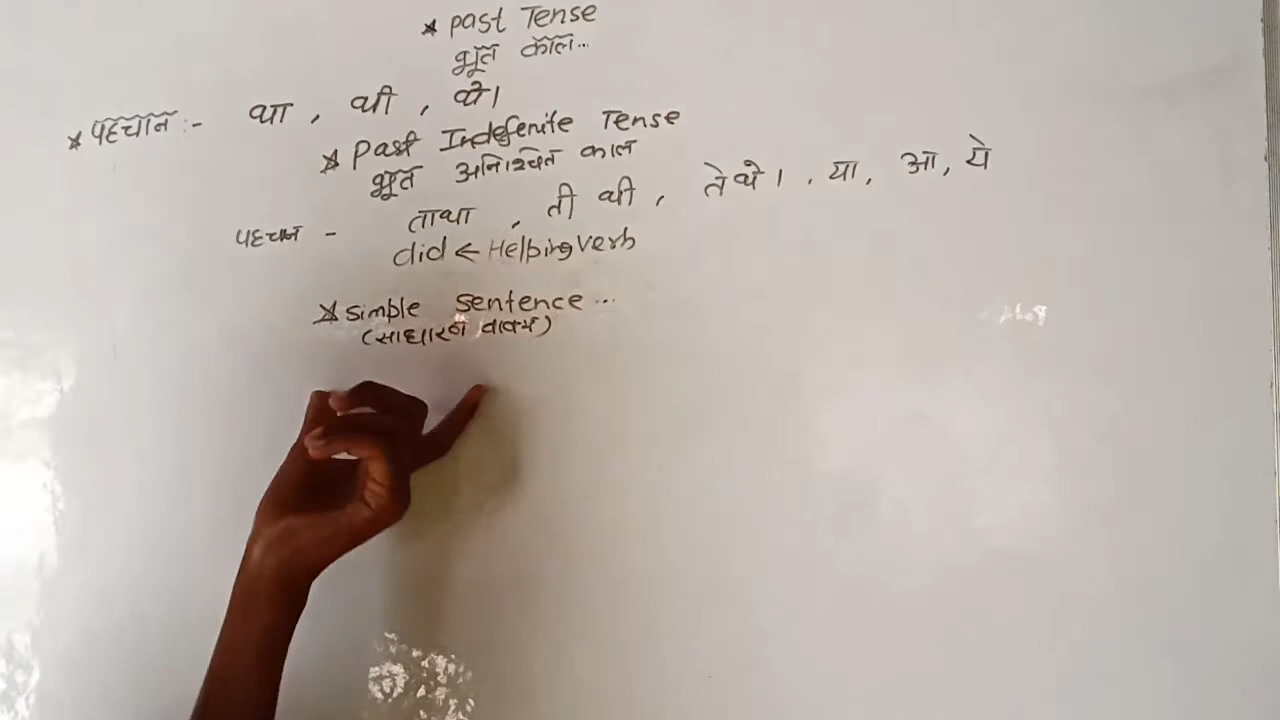 * Past Tense
भूत काल...
* पहचान :- था , थी , थे।
* Past Indefenite Tense
भूत अनिश्चित काल
पहचान - ताथा , ती थी , तेथे। , या, आ, ये
did ← Helping verb
* Simple Sentence...
(साधारण वाक्य)